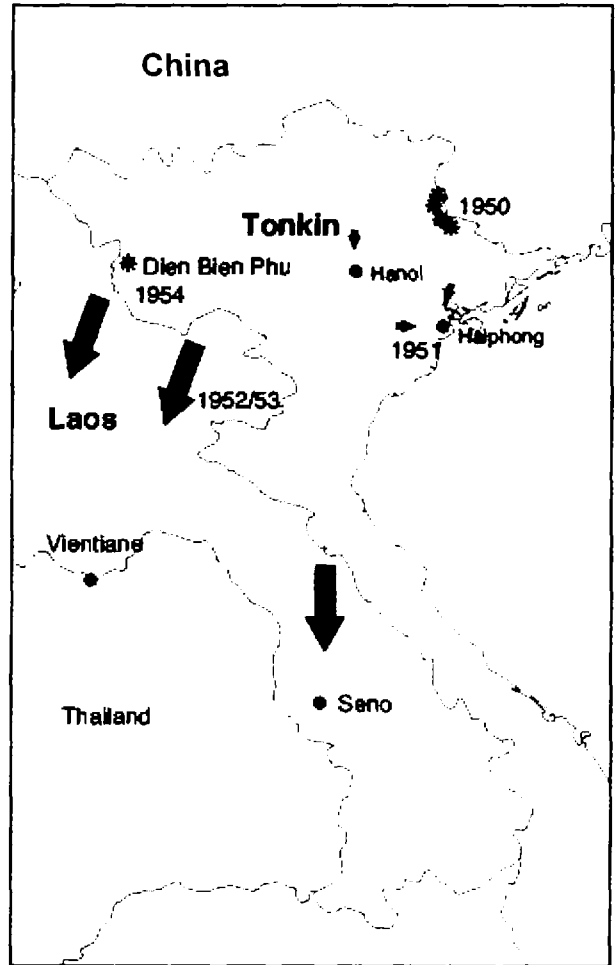 China
1950
Tonkin
Dien Bien Phu
1954
Hanoi
1951
Haiphong
1952/53
Laos
Vientiane
Thailand
Seno